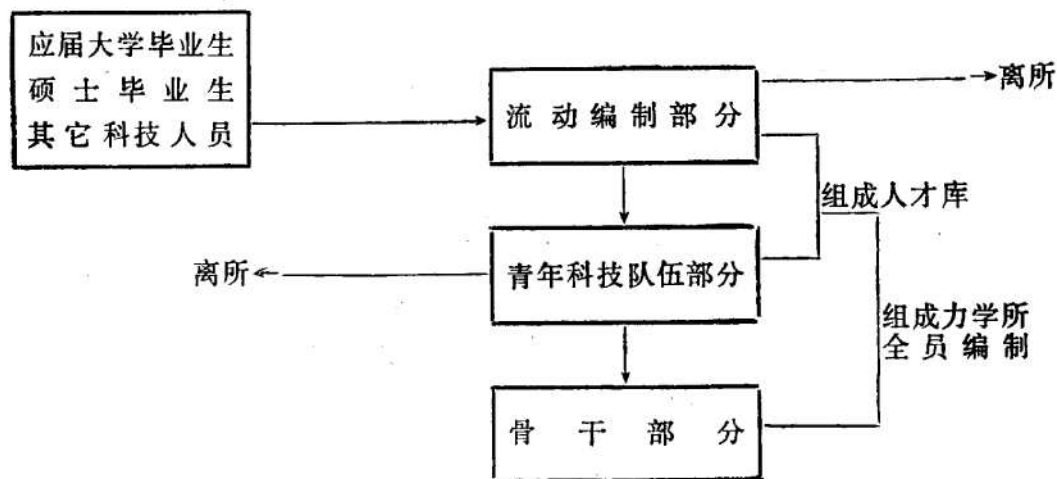 应届大学毕业生
硕士毕业生
其它科技人员
流动编制部分
离所
组成人才库
离所
青年科技队伍部分
组成力学所
全员编制
骨干部分